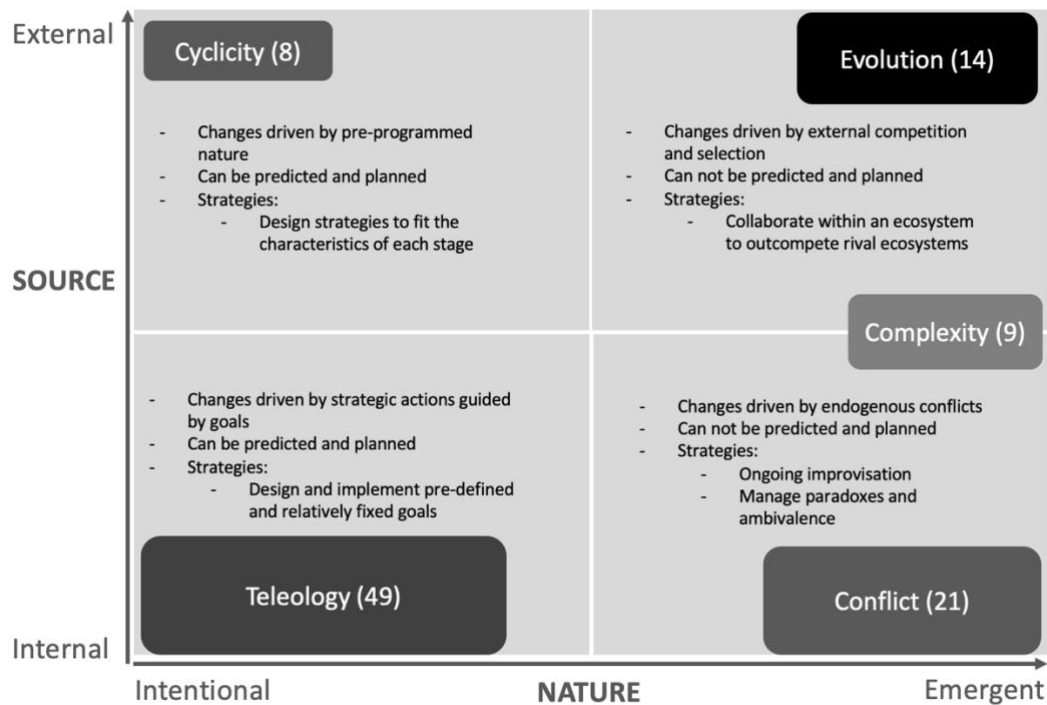 External
Cyclicity (8)
- Changes driven by pre-programmed
nature
- Can be predicted and planned
- Strategies:
- Design strategies to fit the
characteristics of each stage
Evolution (14)
- Changes driven by external competition
and selection
- Can not be predicted and planned
- Strategies:
- Collaborate within an ecosystem
to outcompete rival ecosystems
SOURCE
Complexity (9)
- Changes driven by strategic actions guided
by goals
- Can be predicted and planned
- Strategies:
- Design and implement pre-defined
and relatively fixed goals
Teleology (49)
- Changes driven by endogenous conflicts
- Can not be predicted and planned
- Strategies:
- Ongoing improvisation
- Manage paradoxes and
ambivalence
Conflict (21)
Internal
Intentional
NATURE
Emergent